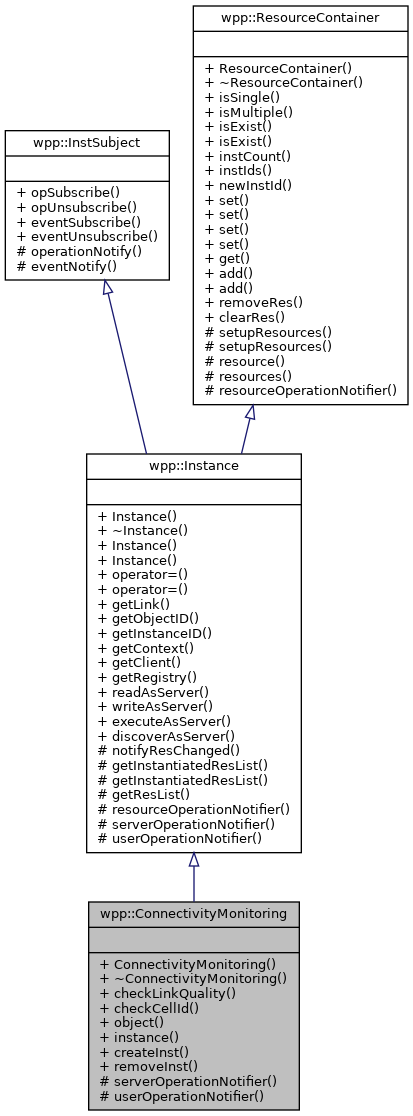 wpp::ResourceContainer
+ ResourceContainer()
+ ~ResourceContainer()
+ isSingle()
+ isMultiple()
+ isExist()
+ isExist()
+ instCount()
+ instIds()
+ newInstId()
+ set()
+ set()
+ set()
+ set()
+ get()
+ add()
+ add()
+ removeRes()
+ clearRes()
# setupResources()
# setupResources()
# resource()
# resources()
# resourceOperationNotifier()
wpp::InstSubject
+ opSubscribe()
+ opUnsubscribe()
+ eventSubscribe()
+ eventUnsubscribe()
# operationNotify()
# eventNotify()
wpp::Instance
+ Instance()
+ ~Instance()
+ Instance()
+ Instance()
+ operator=()
+ operator=()
+ getLink()
+ getObjectID()
+ getInstanceID()
+ getContext()
+ getClient()
+ getRegistry()
+ readAsServer()
+ writeAsServer()
+ executeAsServer()
+ discoverAsServer()
# notifyResChanged()
# getInstantiatedResList()
# getInstantiatedResList()
# getResList()
# resourceOperationNotifier()
# serverOperationNotifier()
# userOperationNotifier()
wpp::ConnectivityMonitoring
+ ConnectivityMonitoring()
+ ~ConnectivityMonitoring()
+ checkLinkQuality()
+ checkCellId()
+ object()
+ instance()
+ createInst()
+ removeInst()
# serverOperationNotifier()
# userOperationNotifier()